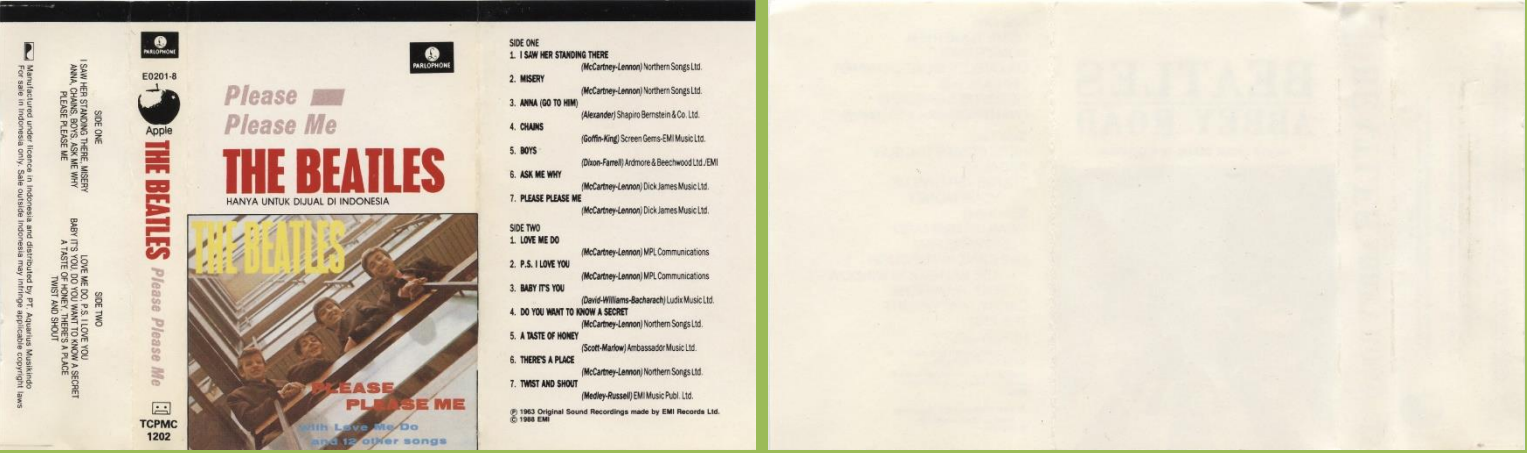 Manufactured under licence in Indonesia and distributed by PT. Aquarius Musikindo
For sale in Indonesia only. Sale outside Indonesia may infringe applicable copyright laws
SIDE ONE
I SAW HER STANDING THERE, MISERY
ANNA, CHAINS, BOYS, ASK ME WHY
PLEASE PLEASE ME
SIDE TWO
LOVE ME DO, P.S. I LOVE YOU
BABY IT'S YOU, DO YOU WANT TO KNOW A SECRET
A TASTE OF HONEY, THERE'S A PLACE
TWIST AND SHOUT
PARLOPHONE
E0201-8
Apple
THE BEATLES Please Please Me
TCPMC
1202
PARLOPHONE
Please
Please Me
THE BEATLES
HANYA UNTUK DIJUAL DI INDONESIA
THE BEATLES
PLEASE
PLEASE ME
with Love Me Do
and 12 other songs
SIDE ONE
1. I SAW HER STANDING THERE
(McCartney-Lennon) Northern Songs Ltd.
2. MISERY
(McCartney-Lennon) Northern Songs Ltd.
3. ANNA (GO TO HIM)
(Alexander) Shapiro Bernstein & Co. Ltd.
4. CHAINS
(Goffin-King) Screen Gems-EMI Music Ltd.
5. BOYS
(Dixon-Farrell) Ardmore & Beechwood Ltd./EMI
6. ASK ME WHY
(McCartney-Lennon) Dick James Music Ltd.
7. PLEASE PLEASE ME
(McCartney-Lennon) Dick James Music Ltd.
SIDE TWO
1. LOVE ME DO
(McCartney-Lennon) MPL Communications
2. P.S. I LOVE YOU
(McCartney-Lennon) MPL Communications
3. BABY IT'S YOU
(David-Williams-Bacharach) Ludix Music Ltd.
4. DO YOU WANT TO KNOW A SECRET
(McCartney-Lennon) Northern Songs Ltd.
5. A TASTE OF HONEY
(Scott-Marlow) Ambassador Music Ltd.
6. THERE'S A PLACE
(McCartney-Lennon) Northern Songs Ltd.
7. TWIST AND SHOUT
(Medley-Russell) EMI Music Publ. Ltd.
℗ 1963 Original Sound Recordings made by EMI Records Ltd.
© 1988 EMI